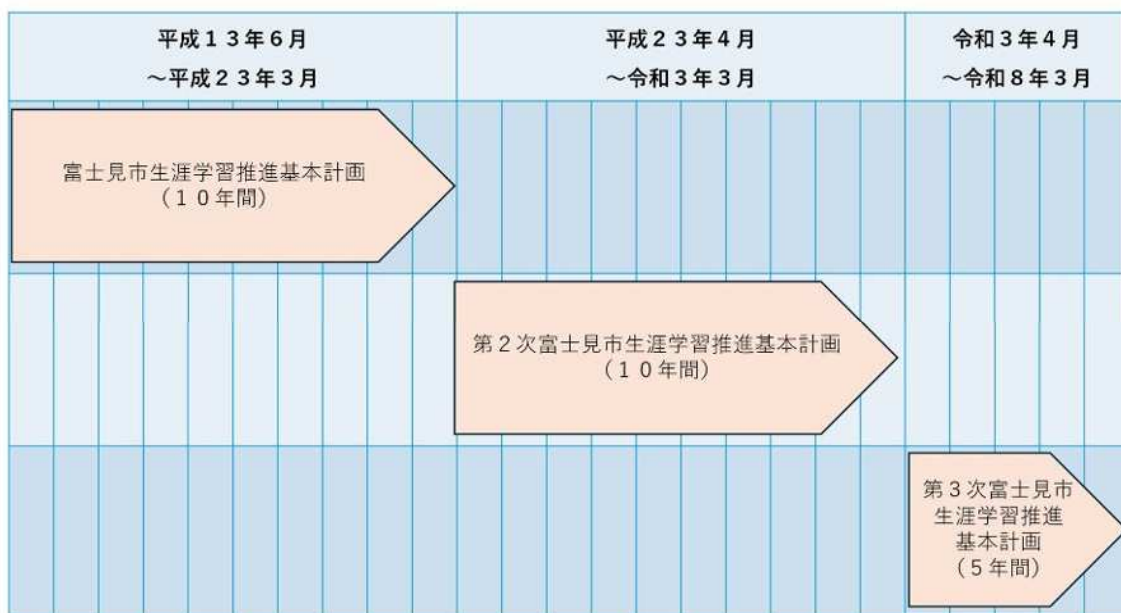 平成１３年６月
～平成２３年３月
平成２３年４月
～令和３年３月
令和３年４月
～令和８年３月
富士見市生涯学習推進基本計画
（１０年間）
第２次富士見市生涯学習推進基本計画
（１０年間）
第３次富士見市
生涯学習推進
基本計画
（５年間）